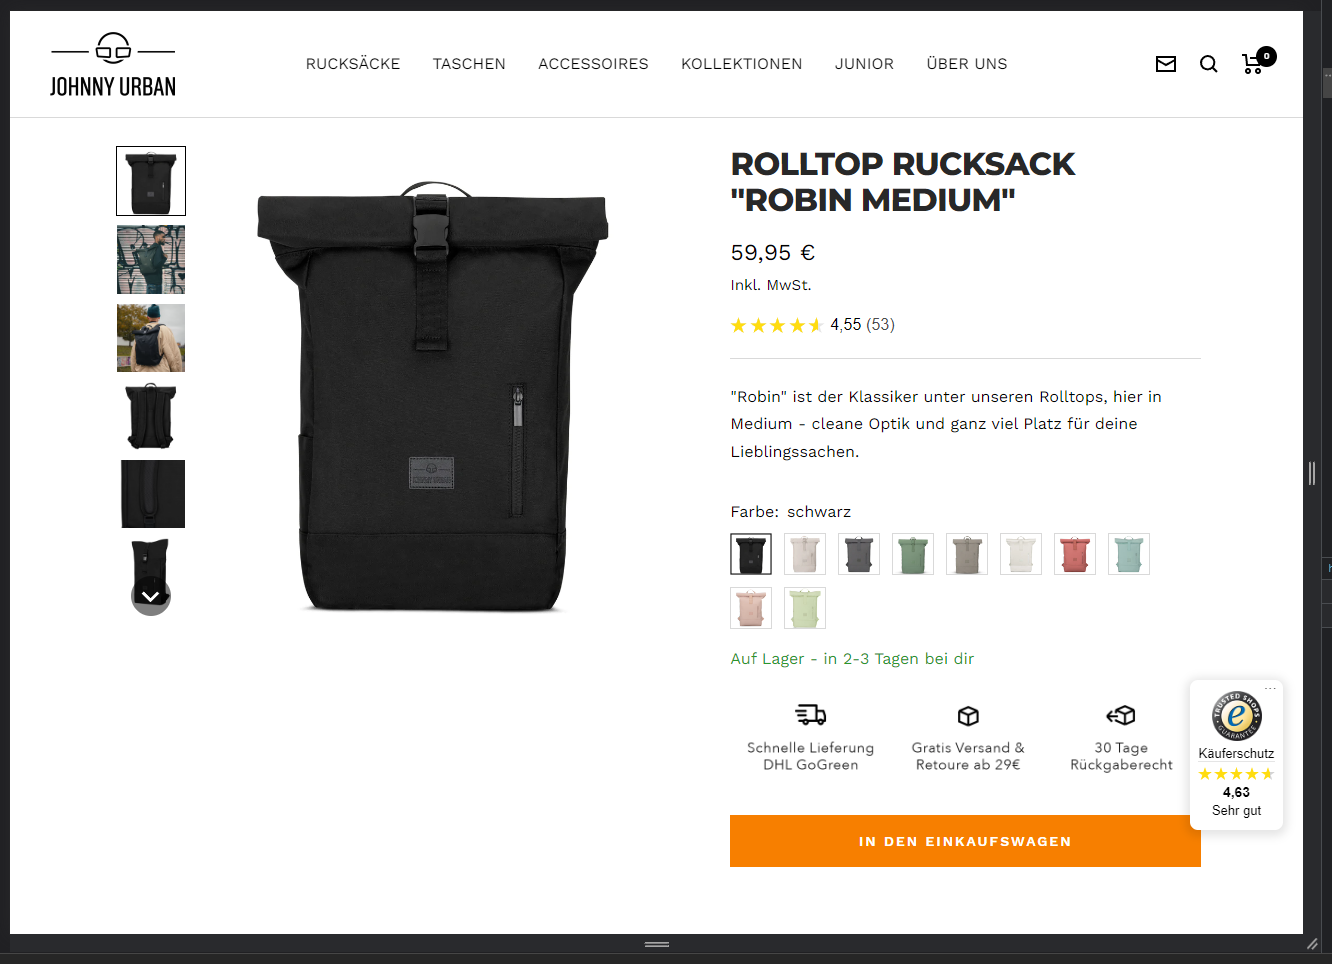 JOHNNY URBAN
RUCKSÄCKE
TASCHEN
ACCESSOIRES
KOLLEKTIONEN
JUNIOR
ÜBER UNS
0
ROLLTOP RUCKSACK
"ROBIN MEDIUM"
59,95 €
Inkl. MwSt.
4,55 (53)
"Robin" ist der Klassiker unter unseren Rolltops, hier in
Medium - cleane Optik und ganz viel Platz für deine
Lieblingssachen.
Farbe: schwarz
Auf Lager - in 2-3 Tagen bei dir
Schnelle Lieferung
DHL GoGreen
Gratis Versand &
Retoure ab 29€
30 Tage
Rückgaberecht
TRUSTED SHOPS
e
GUARANTEE
Käuferschutz
4,63
Sehr gut
IN DEN EINKAUFSWAGEN